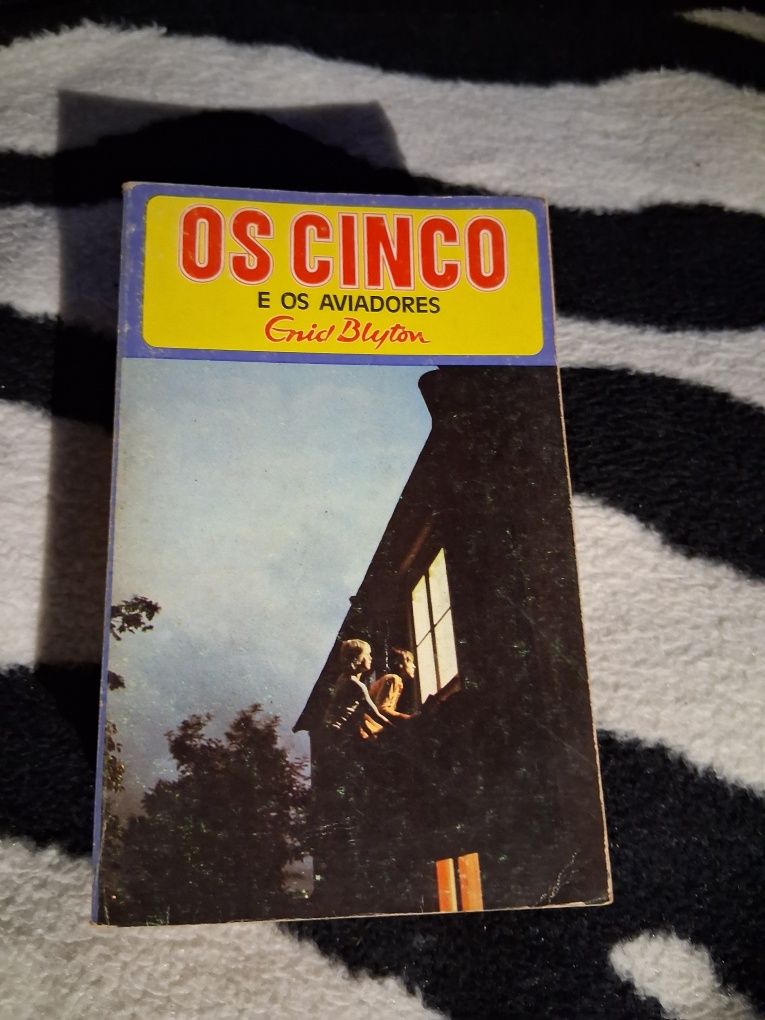 OS CINCO
E OS AVIADORES
Enid Blyton